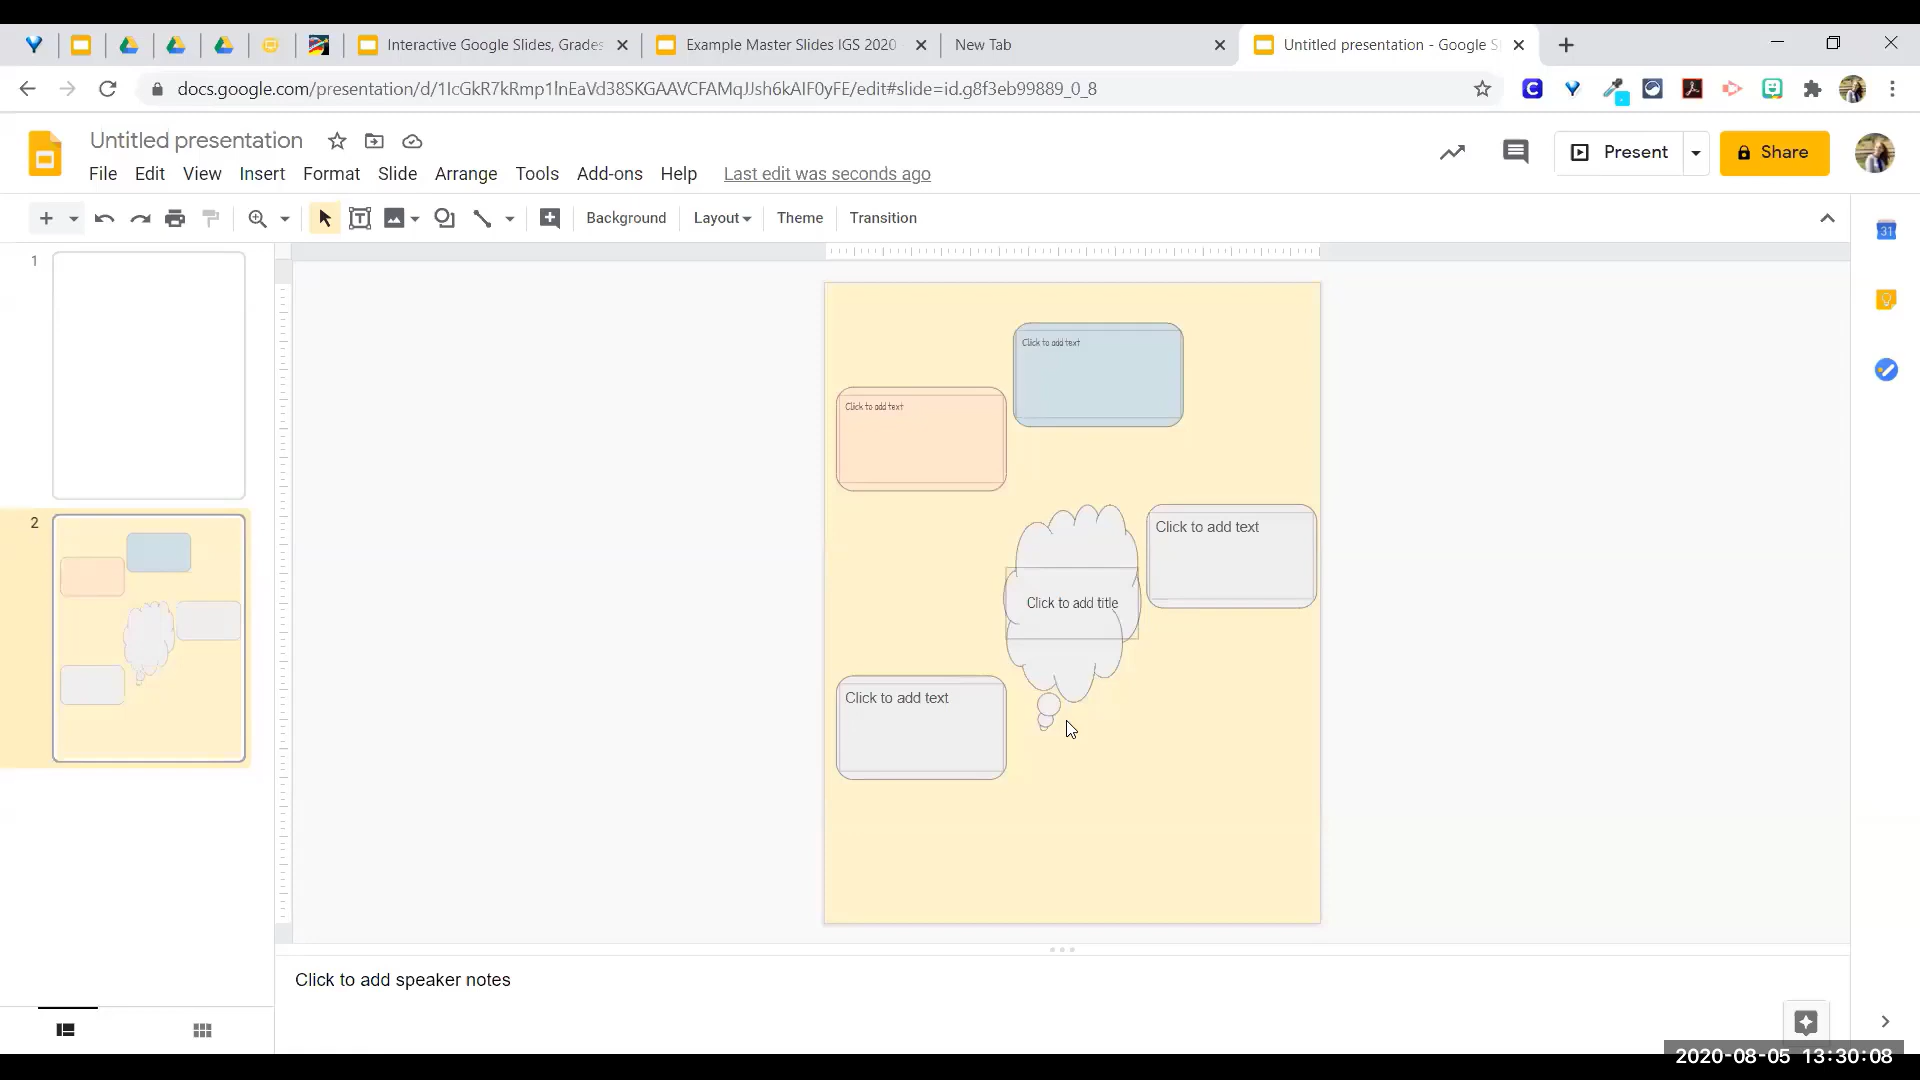 Interactive Google Slides, Grades
Example Master Slides IGS 2020
New Tab
Untitled presentation - Google S
docs.google.com/presentation/d/1IcGkR7kRmp1lnEaVd38SKGAAVCFAMqJJsh6kAIF0yFE/edit#slide=id.g8f3eb99889_0_8
Untitled presentation
Present
Share
File Edit View Insert Format Slide Arrange Tools Add-ons Help Last edit was seconds ago
Background Layout Theme Transition
31
1
2
Click to add text
Click to add text
Click to add text
Click to add title
Click to add text
Click to add speaker notes
2020-08-05 13:30:08